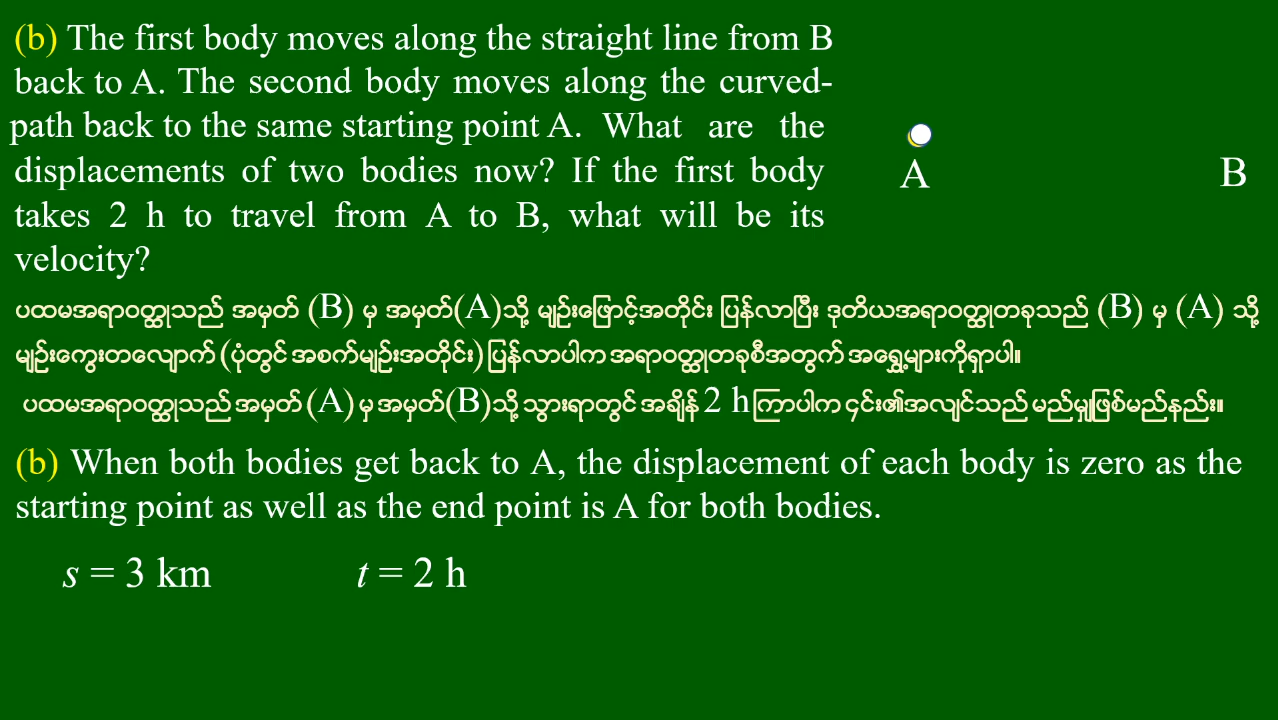 (b) The first body moves along the straight line from B
back to A. The second body moves along the curved-
path back to the same starting point A. What are the
displacements of two bodies now? If the first body
takes 2 h to travel from A to B, what will be its
velocity?
A
B
ပထမအရာဝတ္ထုသည် အမှတ် (B) မှ အမှတ်(A)သို့ မျဉ်းဖြောင့်အတိုင်း ပြန်လာပြီး ဒုတိယအရာဝတ္ထုတခုသည် (B) မှ (A) သို့
မျဉ်းကွေးတလျောက် (ပုံတွင် အစက်မျဉ်းအတိုင်း) ပြန်လာပါက အရာဝတ္ထုတခုစီအတွက် အရွှေ့များကိုရှာပါ။
ပထမအရာဝတ္ထုသည် အမှတ် (A) မှ အမှတ်(B)သို့ သွားရာတွင် အချိန် 2 h ကြာပါက ၄င်း၏အလျင်သည် မည်မျှဖြစ်မည်နည်း။
(b) When both bodies get back to A, the displacement of each body is zero as the
starting point as well as the end point is A for both bodies.
s = 3 km t = 2 h